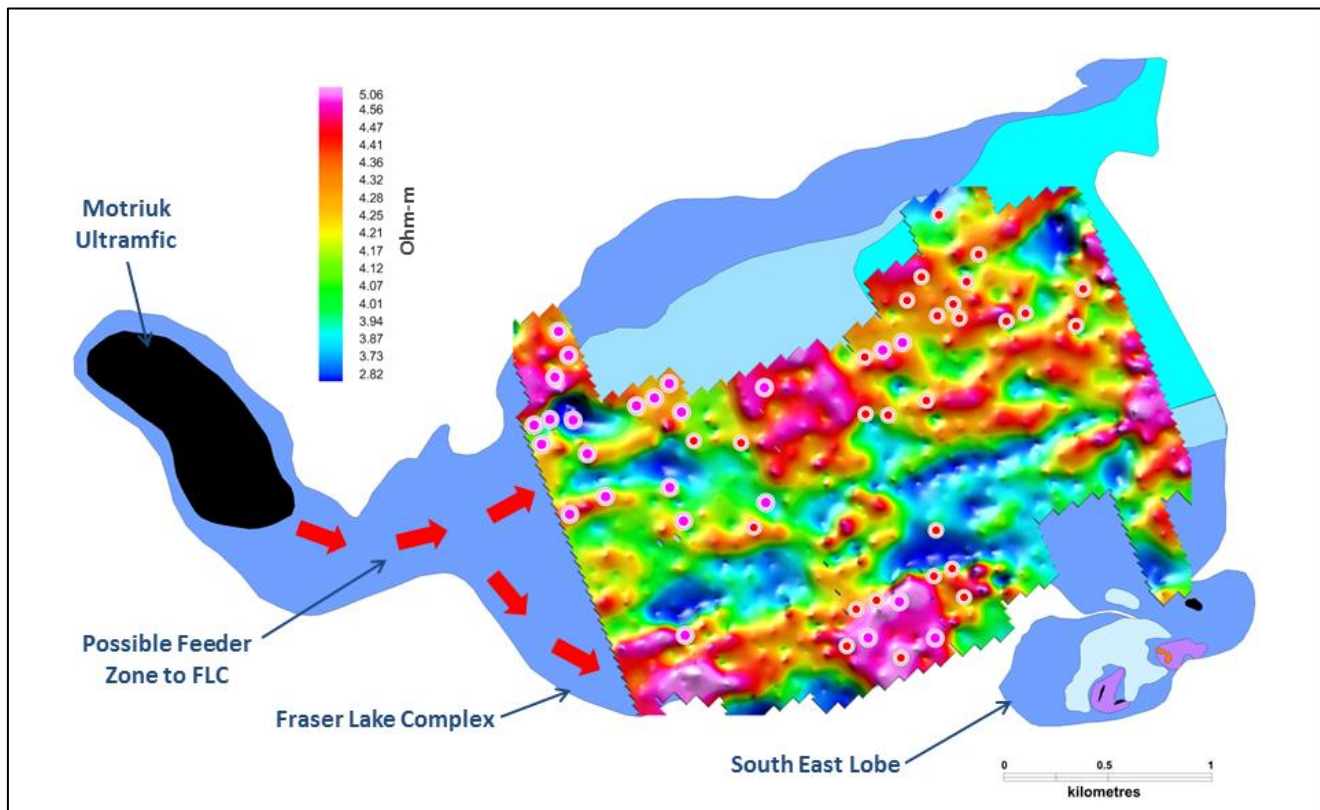 5.06
4.56
4.47
4.41
4.36
4.32
4.28
4.25
4.21
4.17
4.12
4.07
4.01
3.94
3.87
3.73
2.82
Ohm-m
Motriuk
Ultramfic
Possible Feeder
Zone to FLC
Fraser Lake Complex
South East Lobe
0 0.5 1
kilometres